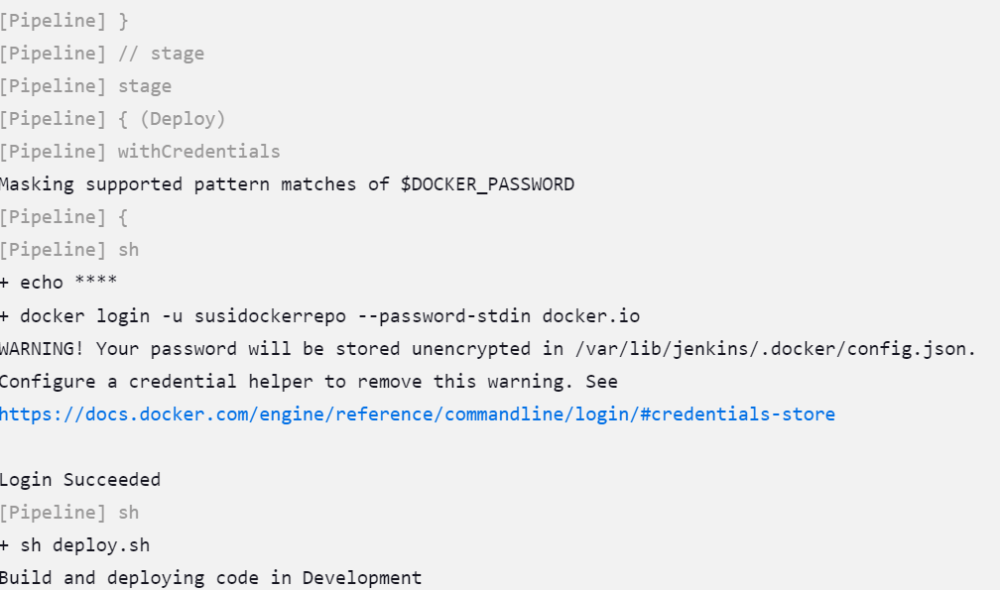 [Pipeline] }
[Pipeline] // stage
[Pipeline] stage
[Pipeline] { (Deploy)
[Pipeline] withCredentials
Masking supported pattern matches of $DOCKER_PASSWORD
[Pipeline] {
[Pipeline] sh
+ echo ****
+ docker login -u susidockerrepo --password-stdin docker.io
WARNING! Your password will be stored unencrypted in /var/lib/jenkins/.docker/config.json.
Configure a credential helper to remove this warning. See
https://docs.docker.com/engine/reference/commandline/login/#credentials-store
Login Succeeded
[Pipeline] sh
+ sh deploy.sh
Build and deploying code in Development